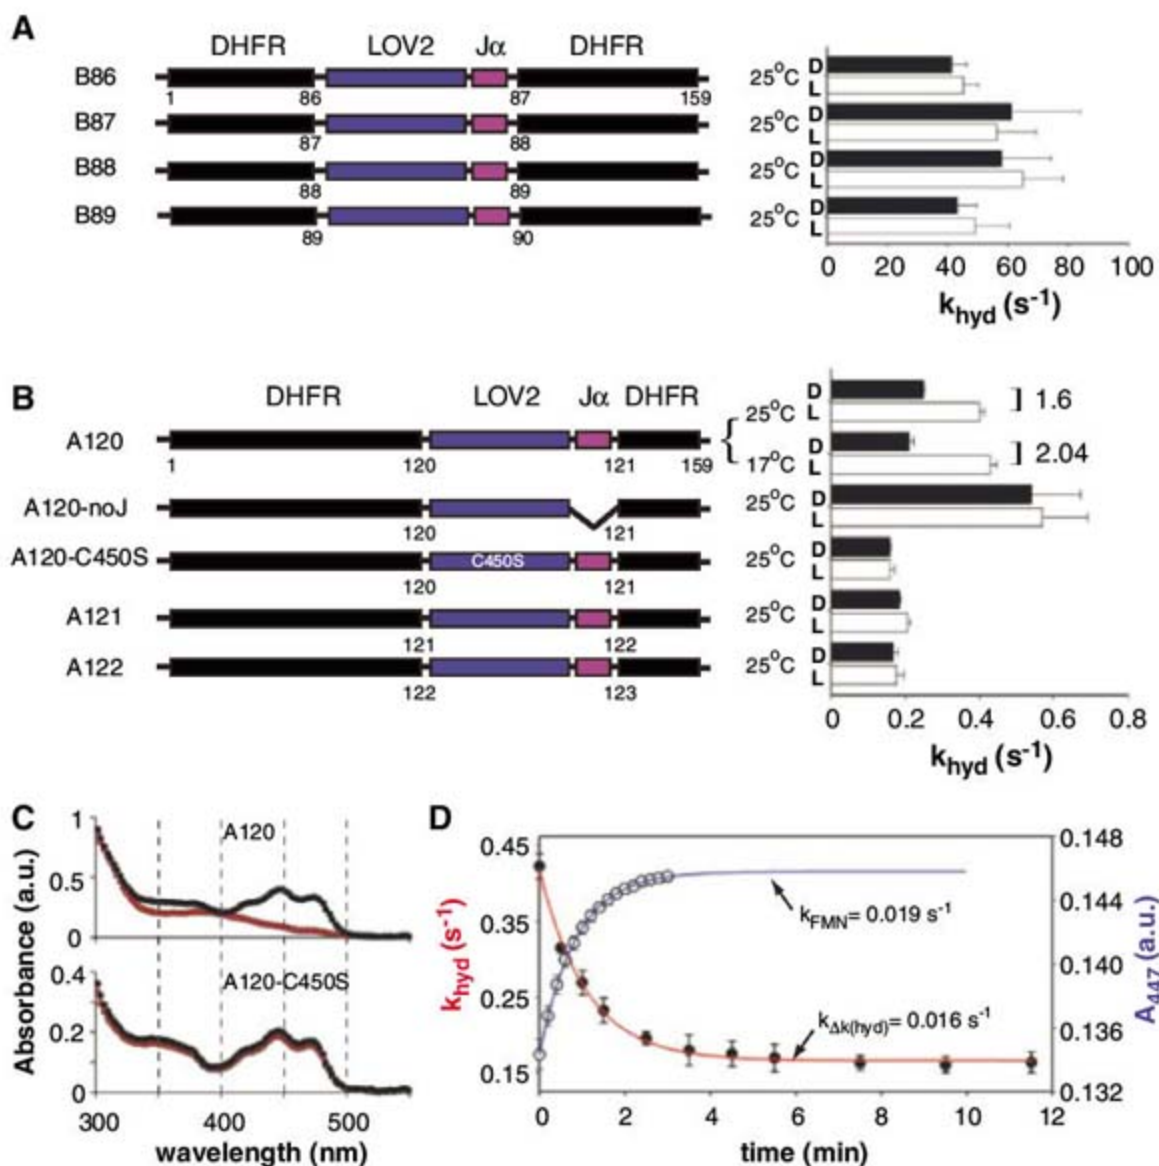 A
DHFR LOV2 Jα DHFR
B86
1 86 87 159
B87
87 88
B88
88 89
B89
89 90
25°C D
L
25°C D
L
25°C D
L
25°C D
L
0 20 40 60 80 100
khyd (s-1)
B
DHFR LOV2 Jα DHFR
A120
1 120 121 159
A120-noJ
120 121
A120-C450S
C450S
120 121
A121
121 122
A122
122 123
25°C D
L
] 1.6
{
17°C D
L
] 2.04
25°C D
L
25°C D
L
25°C D
L
25°C D
L
0 0.2 0.4 0.6 0.8
khyd (s-1)
C
A120
1
0.5
0
A120-C450S
0.4
0.2
0
Absorbance (a.u.)
300 400 500
wavelength (nm)
D
0.45
0.35
0.25
0.15
khyd (s-1)
kFMN= 0.019 s-1
kΔk(hyd)= 0.016 s-1
0.148
0.144
0.140
0.136
0.132
A447 (a.u.)
0 2 4 6 8 10 12
time (min)